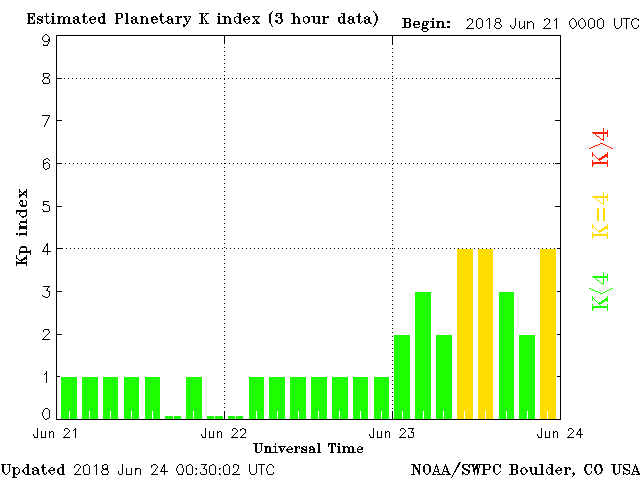 Estimated Planetary K index (3 hour data) Begin: 2018 Jun 21 0000 UTC
9
8
7
6
5
4
3
2
1
0
Kp index
K>4
K=4
K<4
Jun 21 Jun 22 Jun 23 Jun 24
Universal Time
Updated 2018 Jun 24 00:30:02 UTC NOAA/SWPC Boulder, CO USA